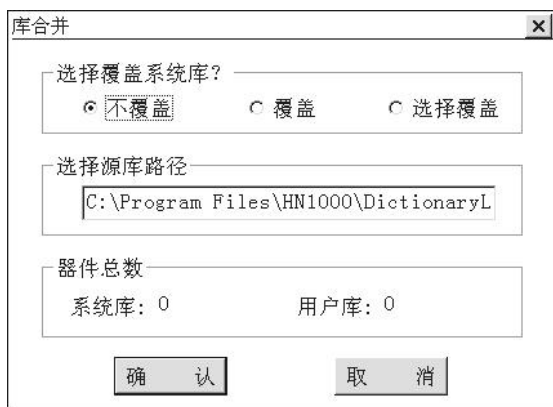 库合并
选择覆盖系统库?
不覆盖 覆盖 选择覆盖
选择源库路径
C:\Program Files\HN1000\DictionaryL
器件总数
系统库: 0 用户库: 0
确 认 取 消